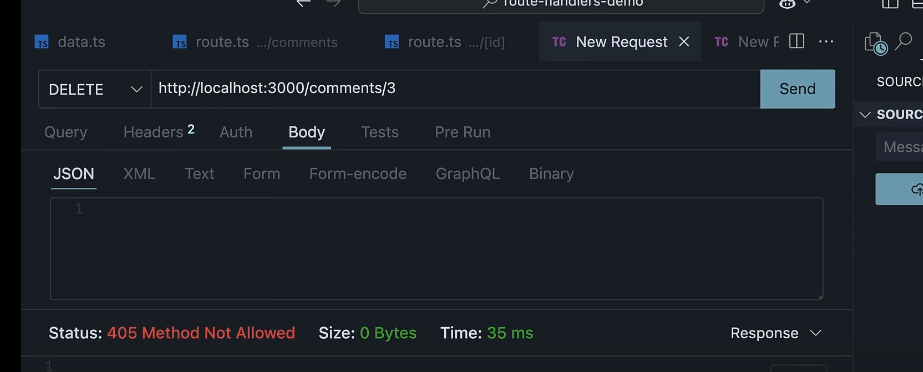 route-handlers-demo
TS data.ts TS route.ts .../comments TS route.ts .../[id] TC New Request × TC New F ...
DELETE http://localhost:3000/comments/3 Send
SOURC
Query Headers 2 Auth Body Tests Pre Run
SOURC
Messa
JSON XML Text Form Form-encode GraphQL Binary
1
Status: 405 Method Not Allowed Size: 0 Bytes Time: 35 ms Response
1